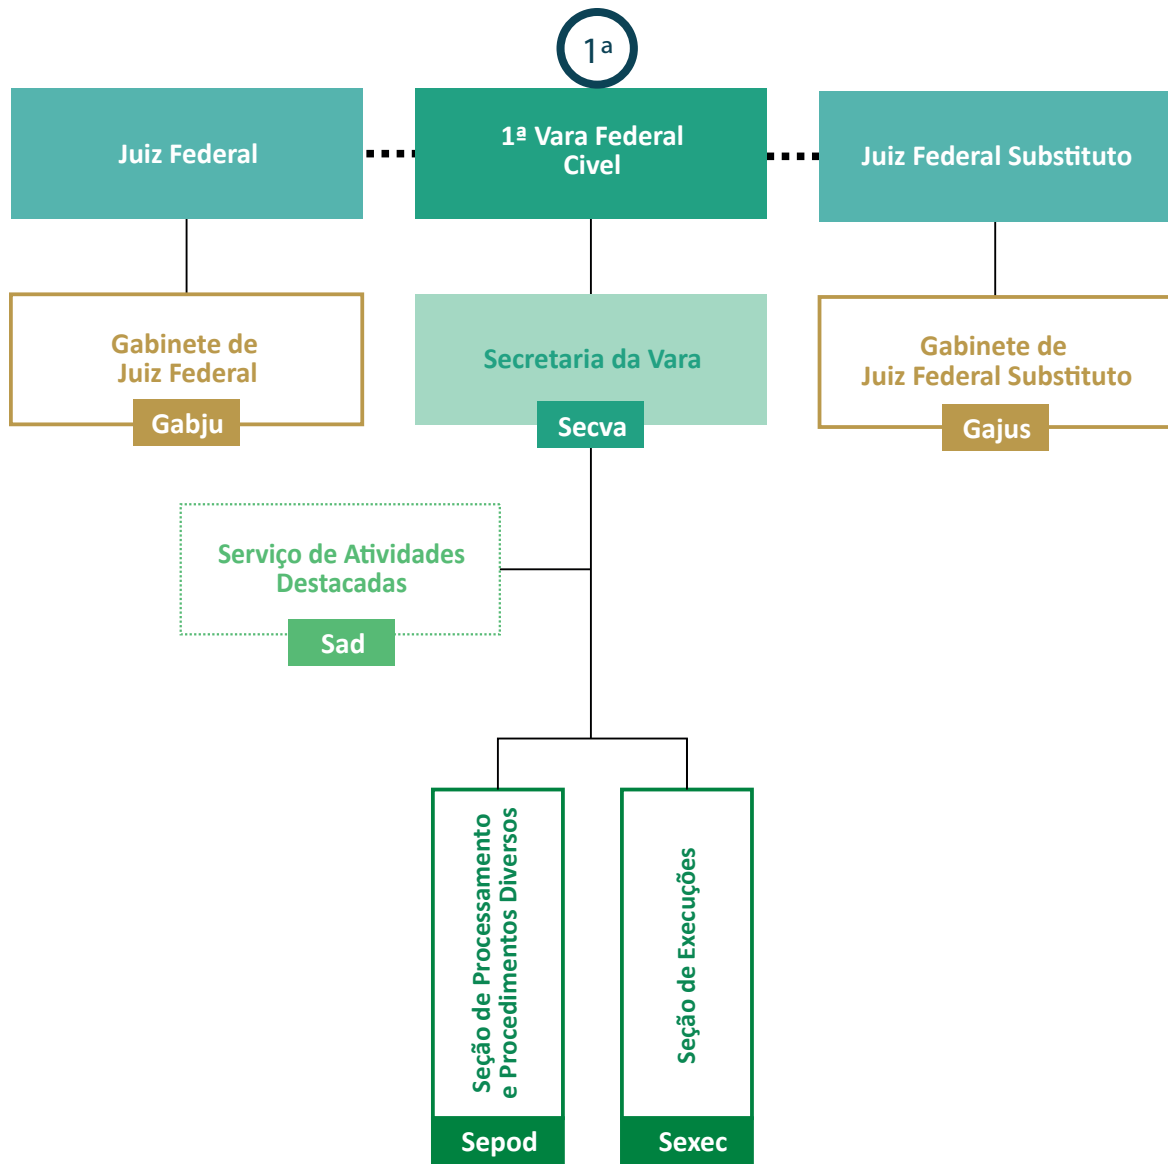 1ª
Juiz Federal
1ª Vara Federal
Civel
Juiz Federal Substituto
Gabinete de
Juiz Federal
Gabju
Secretaria da Vara
Secva
Gabinete de
Juiz Federal Substituto
Gajus
Serviço de Atividades
Destacadas
Sad
Seção de Processamento
e Procedimentos Diversos
Sepod
Seção de Execuções
Sexec